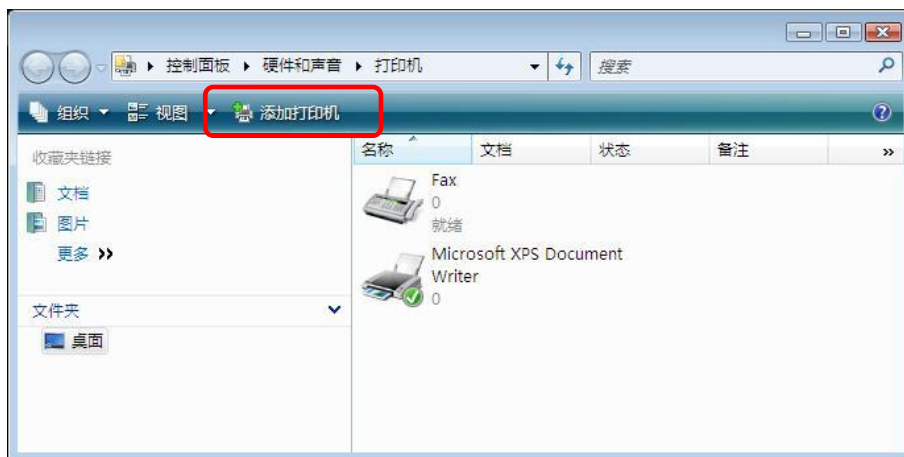 控制面板 硬件和声音 打印机 搜索
组织 视图 添加打印机
收藏夹链接
文档
图片
更多
文件夹
桌面
名称 文档 状态 备注
Fax
0
就绪
Microsoft XPS Document
Writer
0